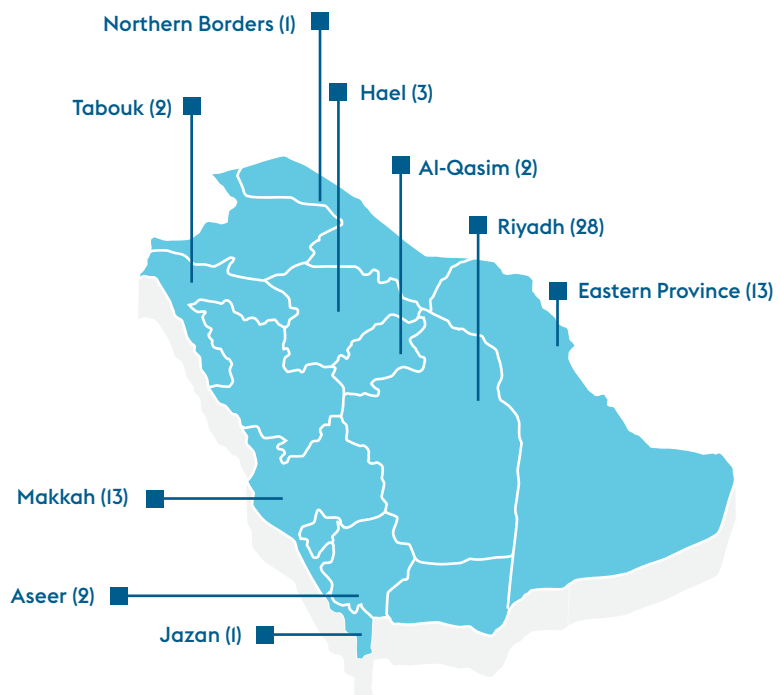 Northern Borders (1)
Hael (3)
Tabouk (2)
Al-Qasim (2)
Riyadh (28)
Eastern Province (13)
Makkah (13)
Aseer (2)
Jazan (1)